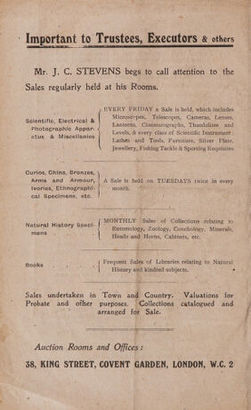 Important to Trustees, Executors & others
Mr. J. C. STEVENS begs to call attention to the
Sales regularly held at his Rooms.
Scientific, Electrical &
Photographic Appar-
atus & Miscellanies
EVERY FRIDAY a Sale is held, which includes
Microscopes, Telescopes, Cameras, Lenses,
Lanterns, Cinematographs, Theodolites and
Levels, & every class of Scientific Instrument;
Lathes and Tools, Furniture, Silver Plate,
Jewellery, Fishing Tackle & Sporting Requisites
Curios, China, Bronzes,
Arms and Armour,
Ivories, Ethnographi-
cal Specimens, etc.
A Sale is held on TUESDAYS twice in every
month.
Natural History Speci-
mens
MONTHLY Sales of Collections relating to
Entomology, Zoology, Conchology, Minerals,
Heads and Horns, Cabinets, etc.
Books
Frequent Sales of Libraries relating to Natural
History and kindred subjects.
Sales undertaken in Town and Country. Valuations for
Probate and other purposes. Collections catalogued and
arranged for Sale.
Auction Rooms and Offices:
38, KING STREET, COVENT GARDEN, LONDON, W.C. 2